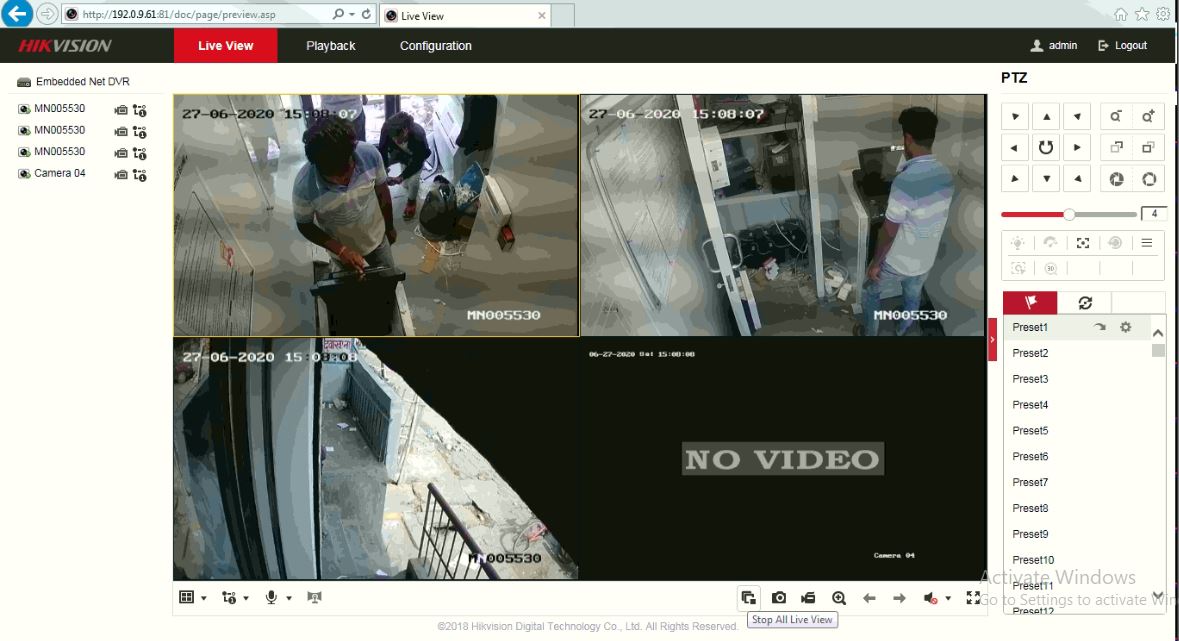 http://192.0.9.61:81/doc/page/preview.asp
Live View
HIKVISION
Live View
Playback
Configuration
admin
Logout
Embedded Net DVR
MN005530
MN005530
MN005530
Camera 04
27-06-2020 15:08:07
MN005530
27-06-2020 15:08:07
MN005530
27-06-2020 15:08:08
MN005530
06-27-2020 Sat 15:08:08
NO VIDEO
Camera 04
PTZ
4
3D
Preset1
Preset2
Preset3
Preset4
Preset5
Preset6
Preset7
Preset8
Preset9
Preset10
Preset11
Preset12
Activate Windows
Go to Settings to activate Win
Stop All Live View
©2018 Hikvision Digital Technology Co., Ltd. All Rights Reserved.